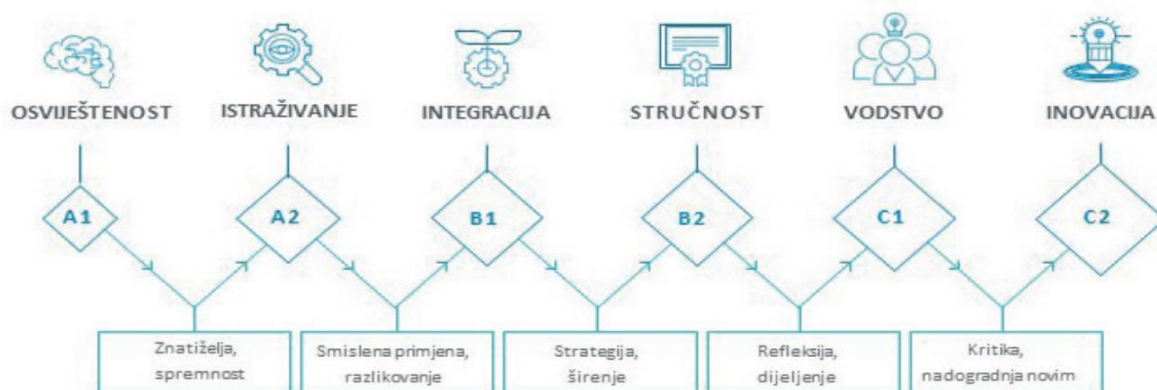 OSVIJEŠTENOST
ISTRAŽIVANJE
INTEGRACIJA
STRUČNOST
VODSTVO
INOVACIJA
A1
A2
B1
B2
C1
C2
Znatiželja,
spremnost
Smislena primjena,
razlikovanje
Strategija,
širenje
Refleksija,
dijeljenje
Kritika,
nadogradnja novim